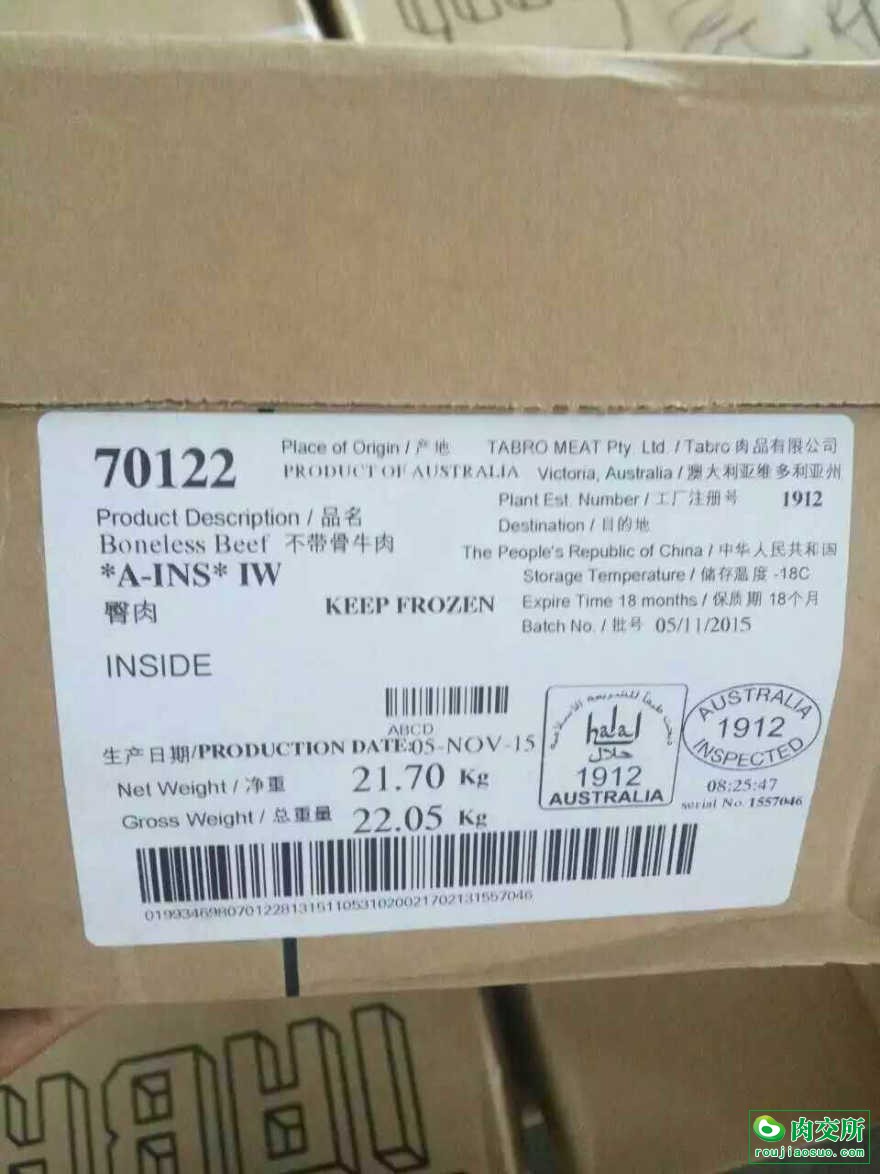 70122
Place of Origin / 产地
PRODUCT OF AUSTRALIA
TABRO MEAT Pty. Ltd. / Tabro 肉品有限公司
Victoria, Australia / 澳大利亚维多利亚州
Plant Est. Number / 工厂注册号 1912
Product Description / 品名
Destination / 目的地
Boneless Beef 不带骨牛肉
The People's Republic of China / 中华人民共和国
*A-INS* IW
Storage Temperature / 储存温度 -18C
臀肉
KEEP FROZEN
Expire Time 18 months / 保质期 18个月
Batch No. / 批号 05/11/2015
INSIDE
ABCD
生产日期/PRODUCTION DATE:05-NOV-15
Net Weight / 净重 21.70 Kg
Gross Weight / 总重量 22.05 Kg
halal
حلال
1912
AUSTRALIA
AUSTRALIA
1912
INSPECTED
08:25:47
serial No. 1557046
肉交所
roujiaosuo.com